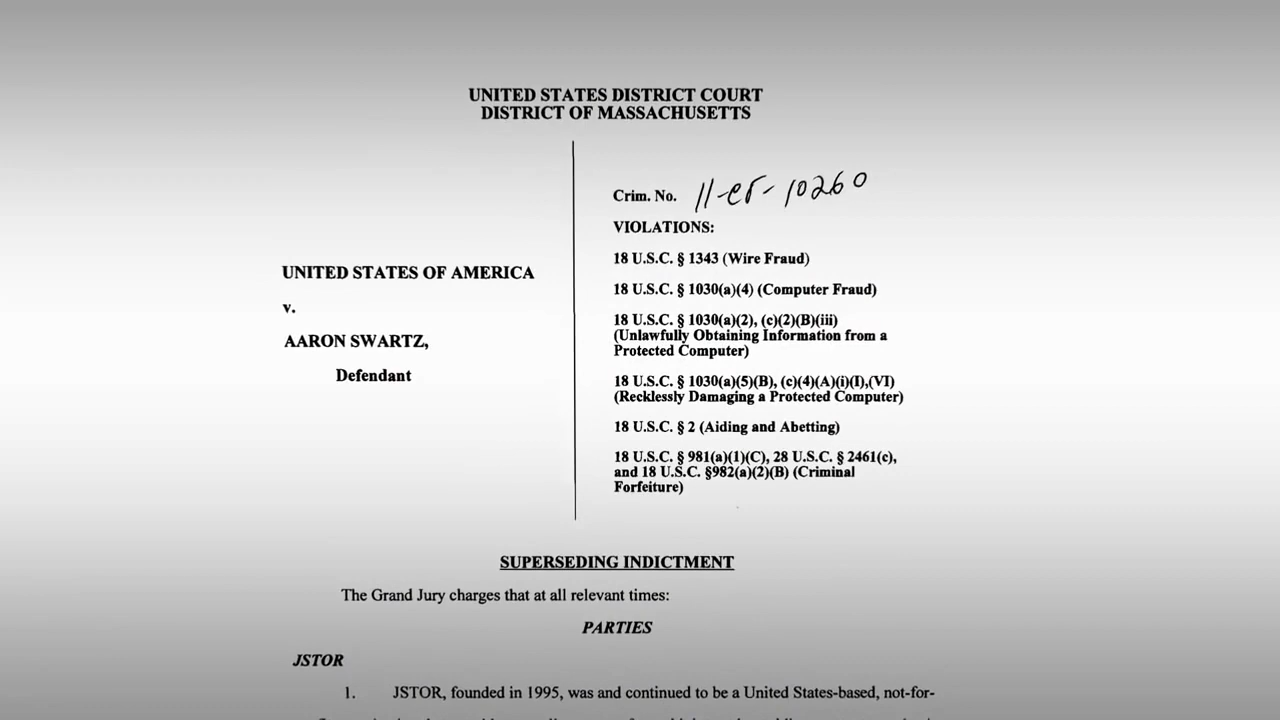 UNITED STATES DISTRICT COURT
DISTRICT OF MASSACHUSETTS
UNITED STATES OF AMERICA
v.
AARON SWARTZ,
Defendant
Crim. No. 11-cr-10260
VIOLATIONS:
18 U.S.C. § 1343 (Wire Fraud)
18 U.S.C. § 1030(a)(4) (Computer Fraud)
18 U.S.C. § 1030(a)(2), (c)(2)(B)(iii)
(Unlawfully Obtaining Information from a
Protected Computer)
18 U.S.C. § 1030(a)(5)(B), (c)(4)(A)(i)(I),(VI)
(Recklessly Damaging a Protected Computer)
18 U.S.C. § 2 (Aiding and Abetting)
18 U.S.C. § 981(a)(1)(C), 28 U.S.C. § 2461(c),
and 18 U.S.C. §982(a)(2)(B) (Criminal
Forfeiture)
SUPERSEDING INDICTMENT
The Grand Jury charges that at all relevant times:
PARTIES
JSTOR
1. JSTOR, founded in 1995, was and continued to be a United States-based, not-for-